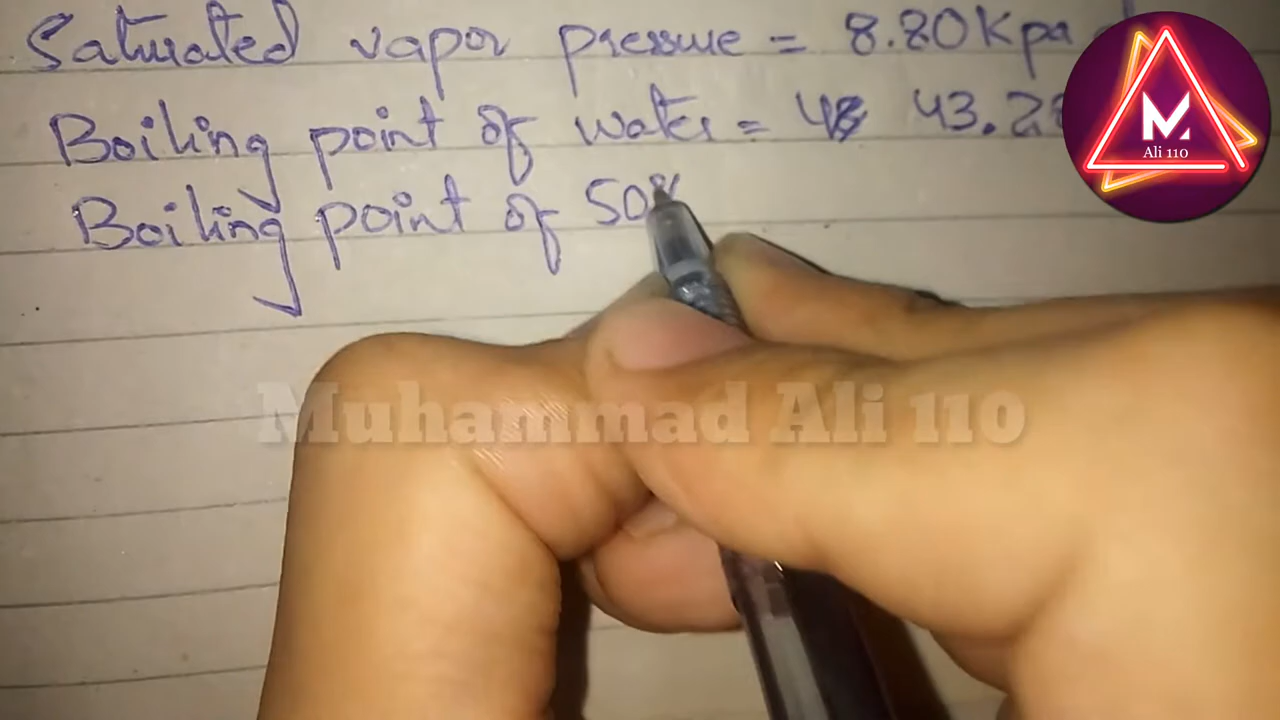 Saturated vapor pressure = 8.80 Kpa
Boiling point of water = 43.2
Boiling point of 50%
M
Ali 110
Muhammad Ali 110